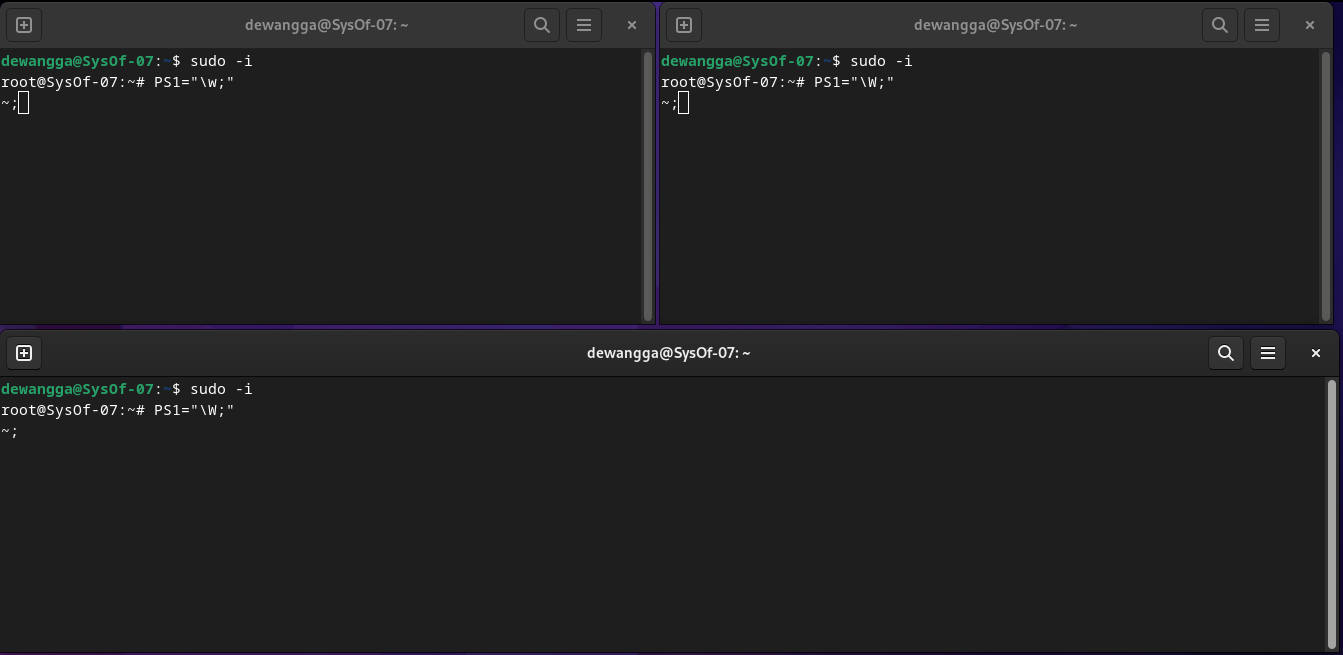 dewangga@SysOf-07: ~
dewangga@SysOf-07:~$ sudo -i
root@SysOf-07:~# PS1="\w;"
~;
dewangga@SysOf-07: ~
dewangga@SysOf-07:~$ sudo -i
root@SysOf-07:~# PS1="\W;"
~;
dewangga@SysOf-07: ~
dewangga@SysOf-07:~$ sudo -i
root@SysOf-07:~# PS1="\W;"
~;